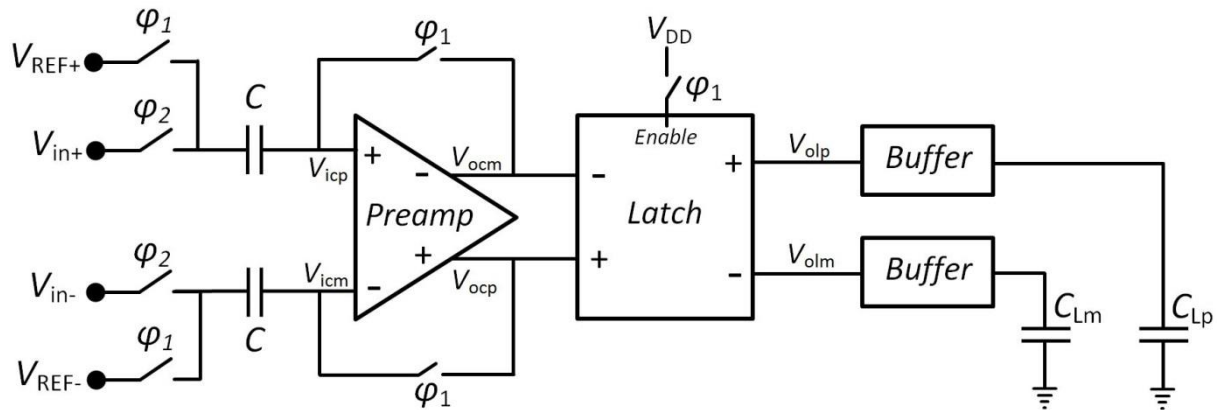 φ1
VREF+
φ2
Vin+
C
φ1
VDD
φ1
Enable
Vicp
+
-
Vocm
Preamp
+
-
Vicm
Vocp
-
+
Latch
+
-
Volp
Buffer
Volm
Buffer
φ2
Vin-
φ1
VREF-
C
φ1
CLm
CLp